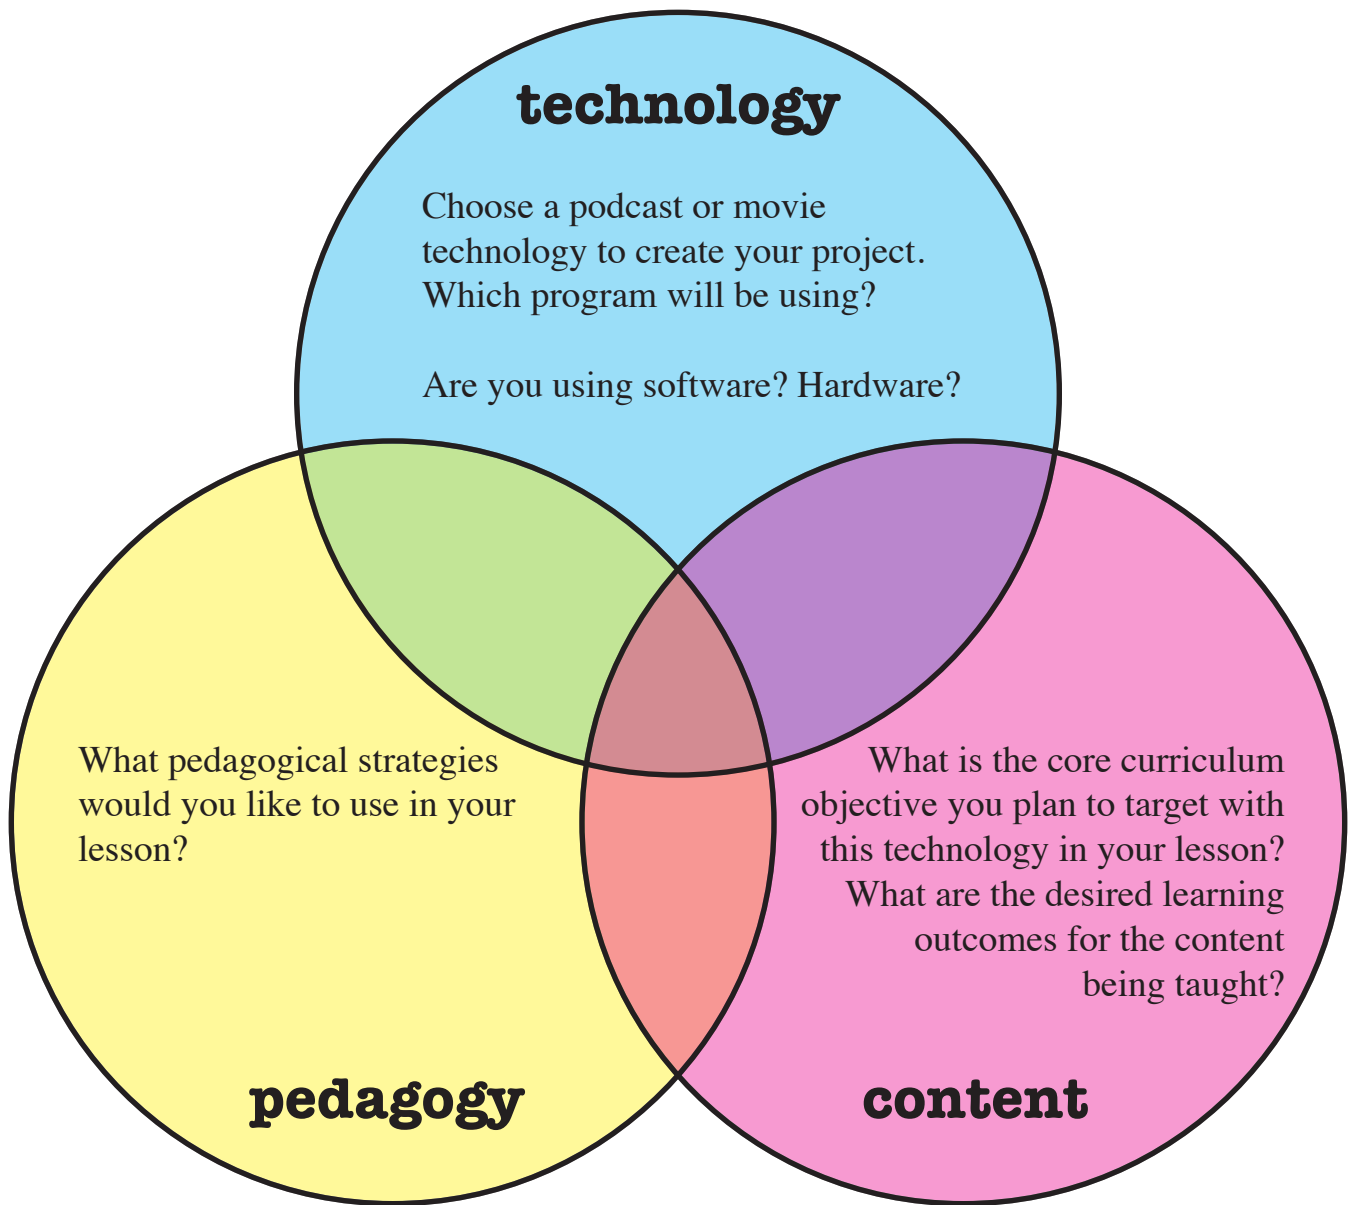 technology
Choose a podcast or movie
technology to create your project.
Which program will be using?
Are you using software? Hardware?
What pedagogical strategies
would you like to use in your
lesson?
pedagogy
What is the core curriculum
objective you plan to target with
this technology in your lesson?
What are the desired learning
outcomes for the content
being taught?
content